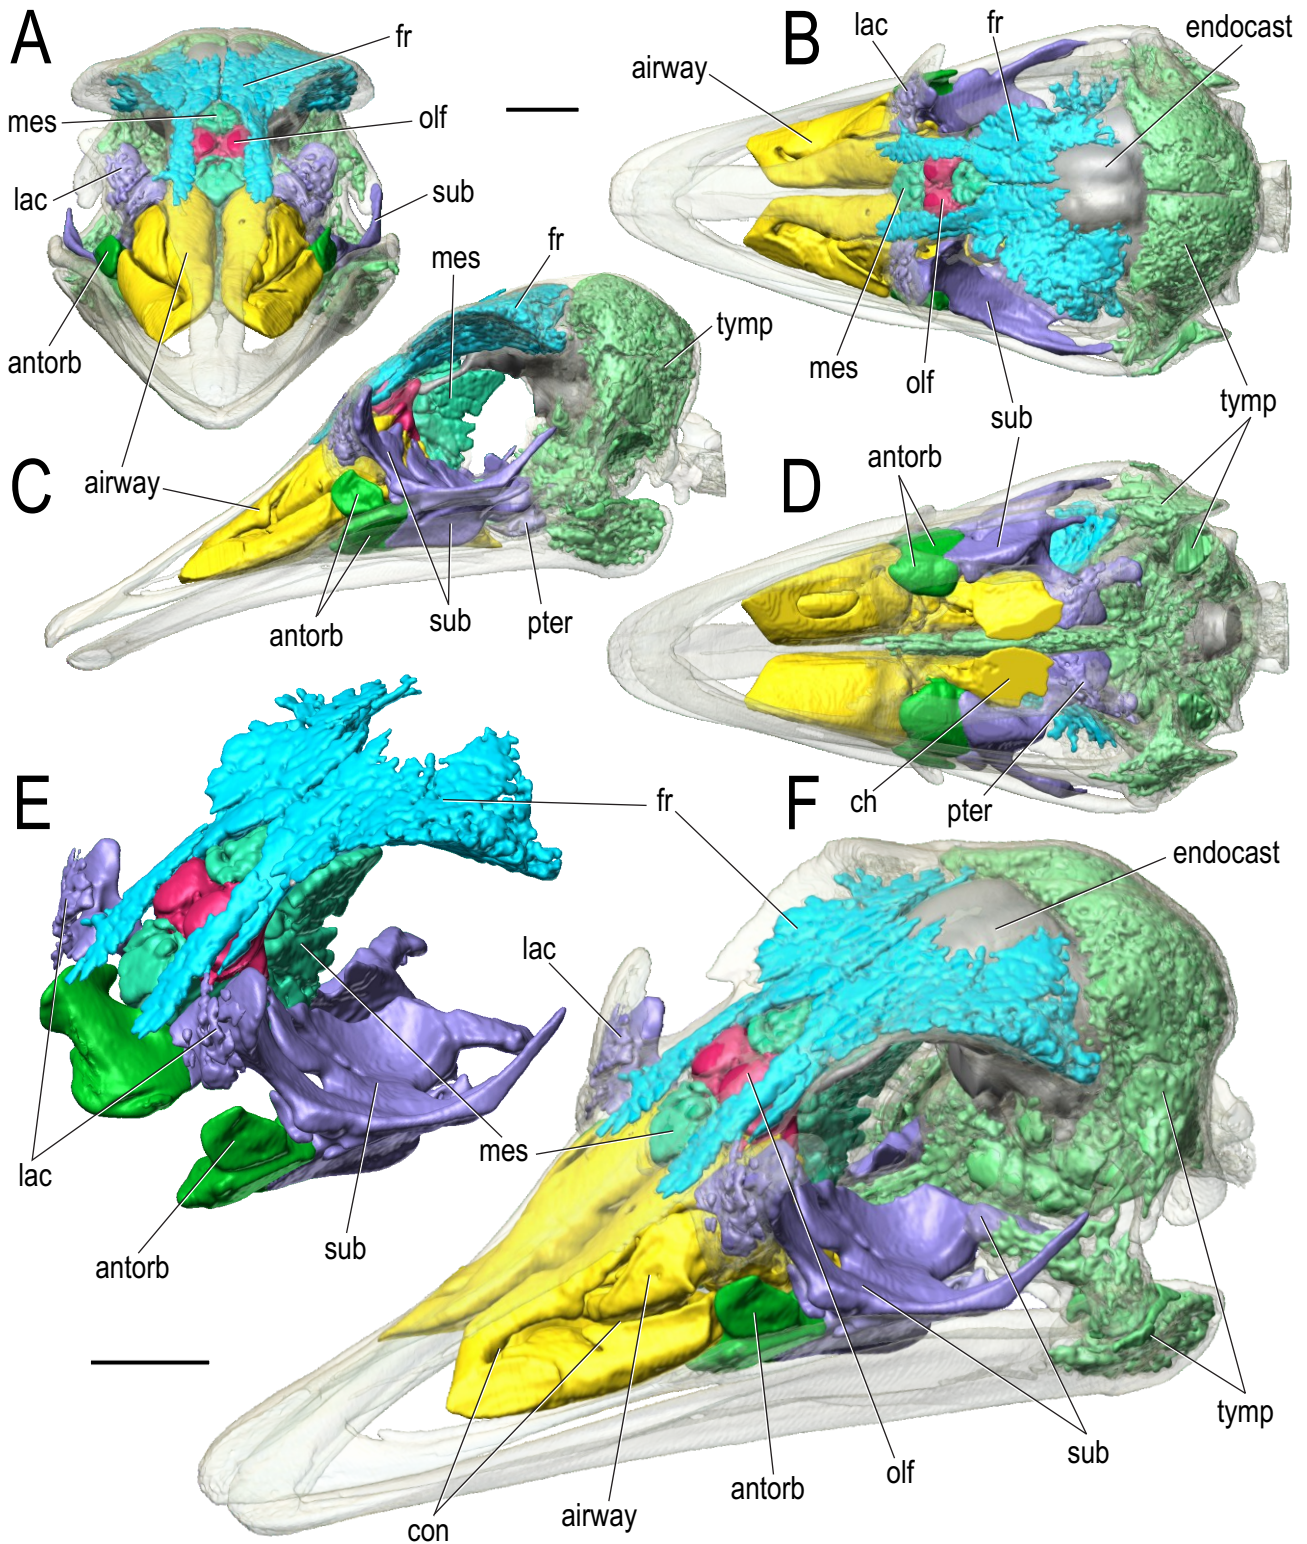 A
fr
mes
olf
lac
sub
antorb
airway
B
lac
fr
endocast
airway
mes
olf
sub
tymp
C
mes
fr
tymp
airway
antorb
sub
pter
D
antorb
ch
pter
E
fr
lac
antorb
sub
mes
F
endocast
lac
con
airway
antorb
olf
sub
tymp